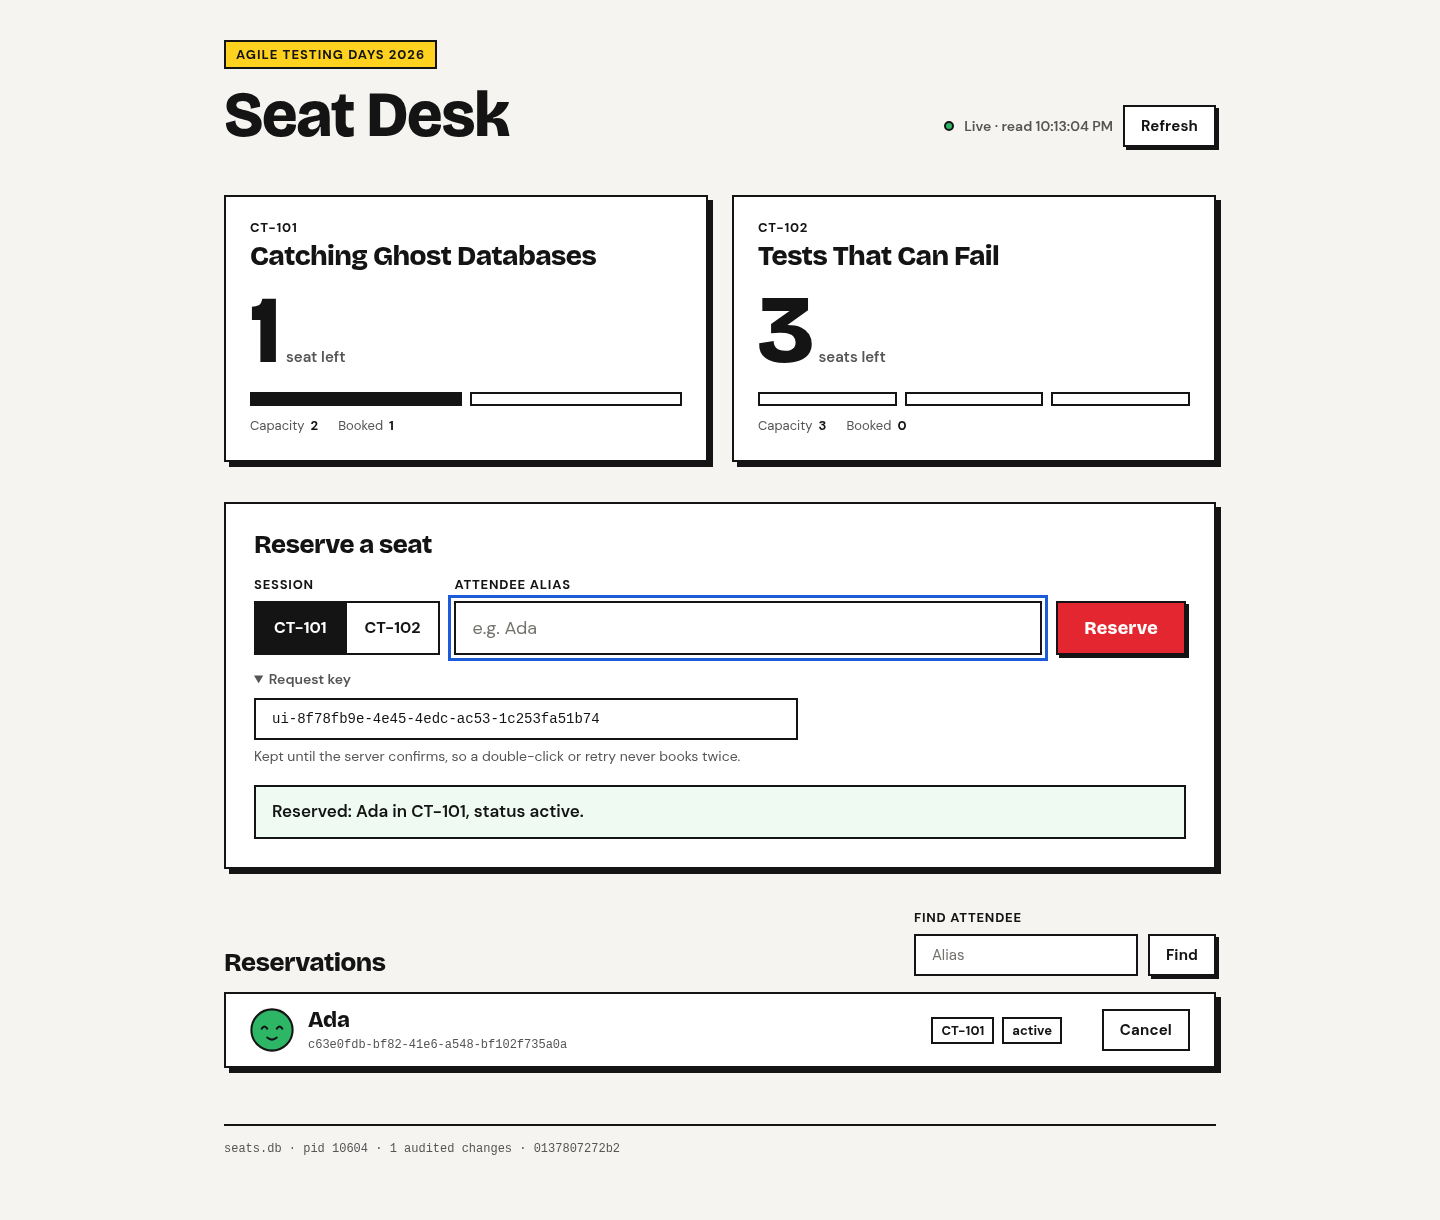 AGILE TESTING DAYS 2026
Seat Desk
Live · read 10:13:04 PM
Refresh
CT-101
Catching Ghost Databases
1 seat left
Capacity 2 Booked 1
CT-102
Tests That Can Fail
3 seats left
Capacity 3 Booked 0
Reserve a seat
SESSION
CT-101 CT-102
ATTENDEE ALIAS
e.g. Ada
Reserve
▼ Request key
ui-8f78fb9e-4e45-4edc-ac53-1c253fa51b74
Kept until the server confirms, so a double-click or retry never books twice.
Reserved: Ada in CT-101, status active.
Reservations
FIND ATTENDEE
Alias
Find
Ada
c63e0fdb-bf82-41e6-a548-bf102f735a0a
CT-101 active
Cancel
seats.db · pid 10604 · 1 audited changes · 0137807272b2